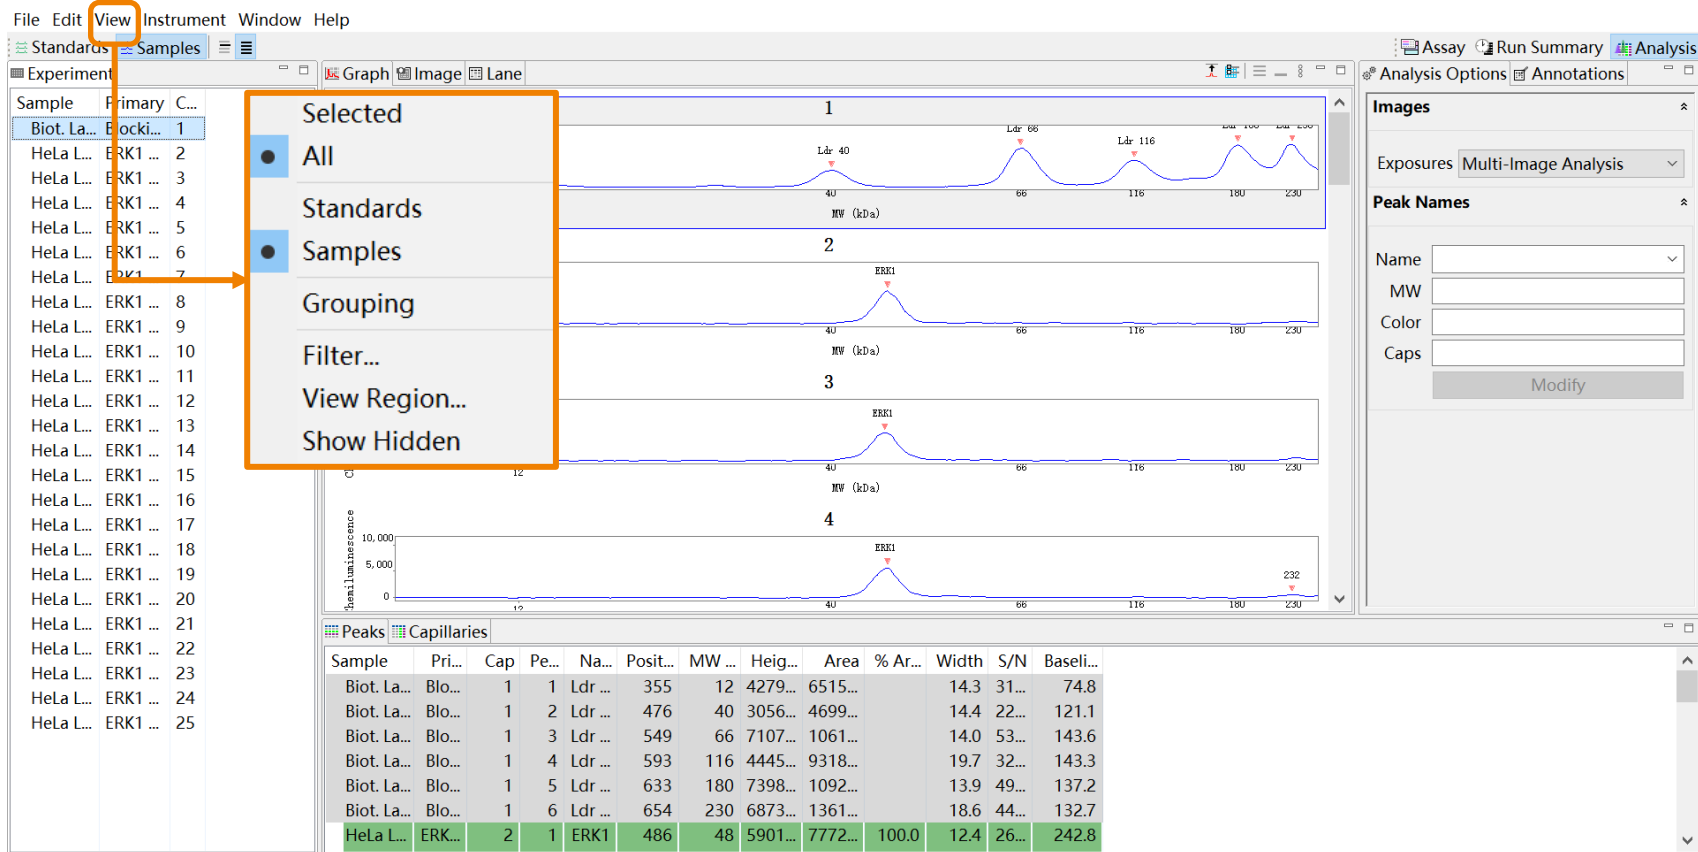 File Edit View Instrument Window Help
Standards Samples
Assay Run Summary Analysis
Experiment
Sample Primary C...
Biot. La... Blocki... 1
HeLa L... ERK1 ... 2
HeLa L... ERK1 ... 3
HeLa L... ERK1 ... 4
HeLa L... ERK1 ... 5
HeLa L... ERK1 ... 6
HeLa L... ERK1 ... 7
HeLa L... ERK1 ... 8
HeLa L... ERK1 ... 9
HeLa L... ERK1 ... 10
HeLa L... ERK1 ... 11
HeLa L... ERK1 ... 12
HeLa L... ERK1 ... 13
HeLa L... ERK1 ... 14
HeLa L... ERK1 ... 15
HeLa L... ERK1 ... 16
HeLa L... ERK1 ... 17
HeLa L... ERK1 ... 18
HeLa L... ERK1 ... 19
HeLa L... ERK1 ... 20
HeLa L... ERK1 ... 21
HeLa L... ERK1 ... 22
HeLa L... ERK1 ... 23
HeLa L... ERK1 ... 24
HeLa L... ERK1 ... 25
Selected
All
Standards
Samples
Grouping
Filter...
View Region...
Show Hidden
Graph Image Lane
1
Ldr 40 Ldr 66 Ldr 116
40 66 116 180 230
MW (kDa)
2
ERK1
40 66 116 180 230
MW (kDa)
3
ERK1
12 40 66 116 180 230
MW (kDa)
4
10,000
5,000
0
ERK1
232
12 40 66 116 180 230
Analysis Options Annotations
Images
Exposures Multi-Image Analysis
Peak Names
Name
MW
Color
Caps
Modify
Peaks Capillaries
Sample Pri... Cap Pe... Na... Posit... MW ... Heig... Area % Ar... Width S/N Baseli...
Biot. La... Blo... 1 1 Ldr ... 355 12 4279... 6515... 14.3 31... 74.8
Biot. La... Blo... 1 2 Ldr ... 476 40 3056... 4699... 14.4 22... 121.1
Biot. La... Blo... 1 3 Ldr ... 549 66 7107... 1061... 14.0 53... 143.6
Biot. La... Blo... 1 4 Ldr ... 593 116 4445... 9318... 19.7 32... 143.3
Biot. La... Blo... 1 5 Ldr ... 633 180 7398... 1092... 13.9 49... 137.2
Biot. La... Blo... 1 6 Ldr ... 654 230 6873... 1361... 18.6 44... 132.7
HeLa L... ERK... 2 1 ERK1 486 48 5901... 7772... 100.0 12.4 26... 242.8